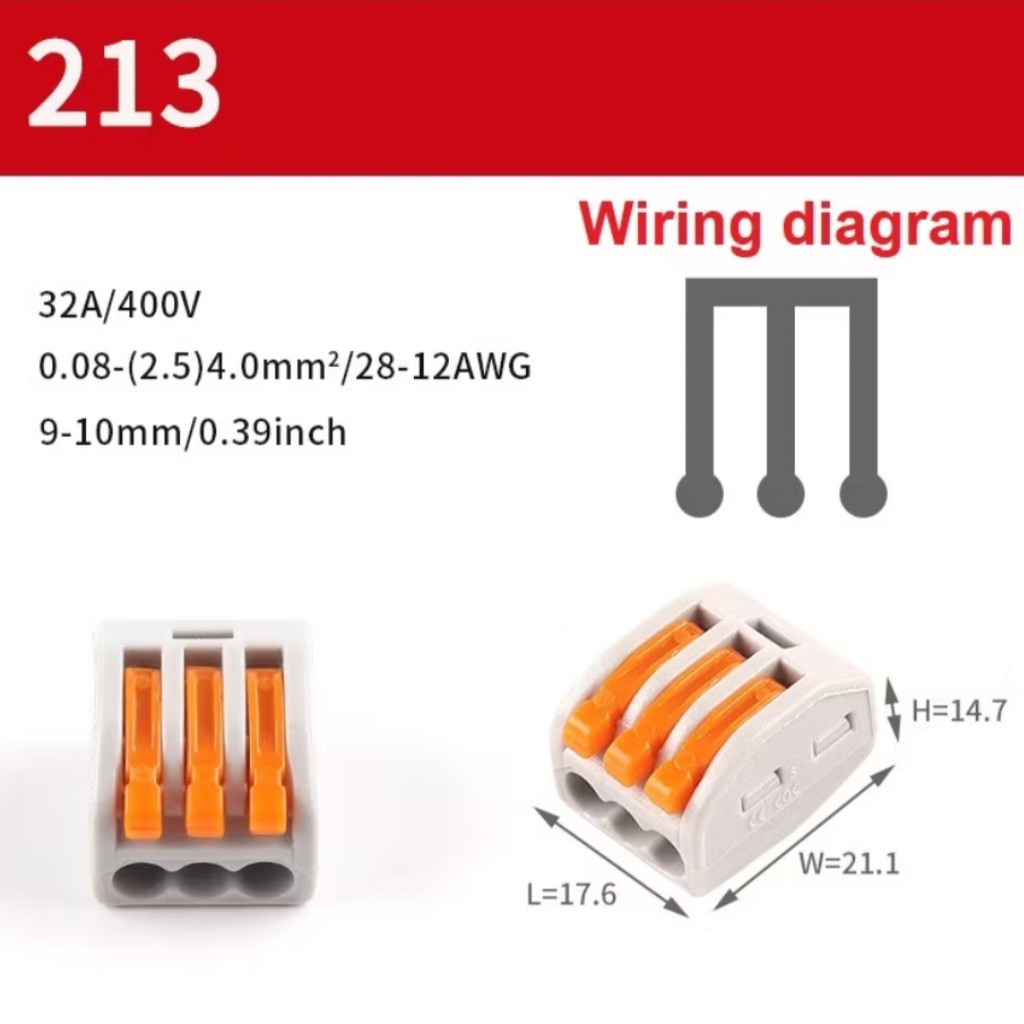 213
Wiring diagram
32A/400V
0.08-(2.5)4.0mm²/28-12AWG
9-10mm/0.39inch
H=14.7
W=21.1
L=17.6